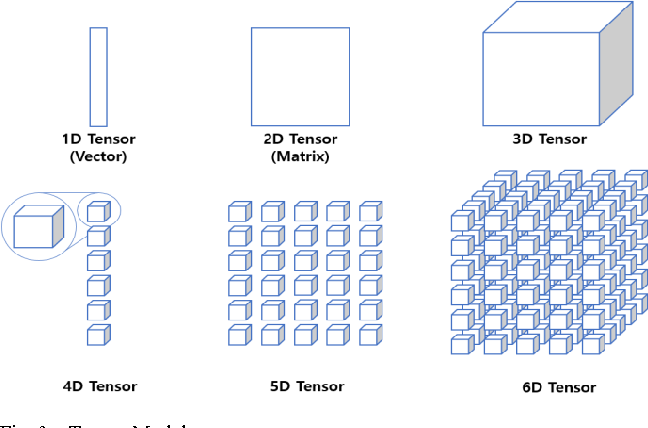 1D Tensor
(Vector)
2D Tensor
(Matrix)
3D Tensor
4D Tensor
5D Tensor
6D Tensor